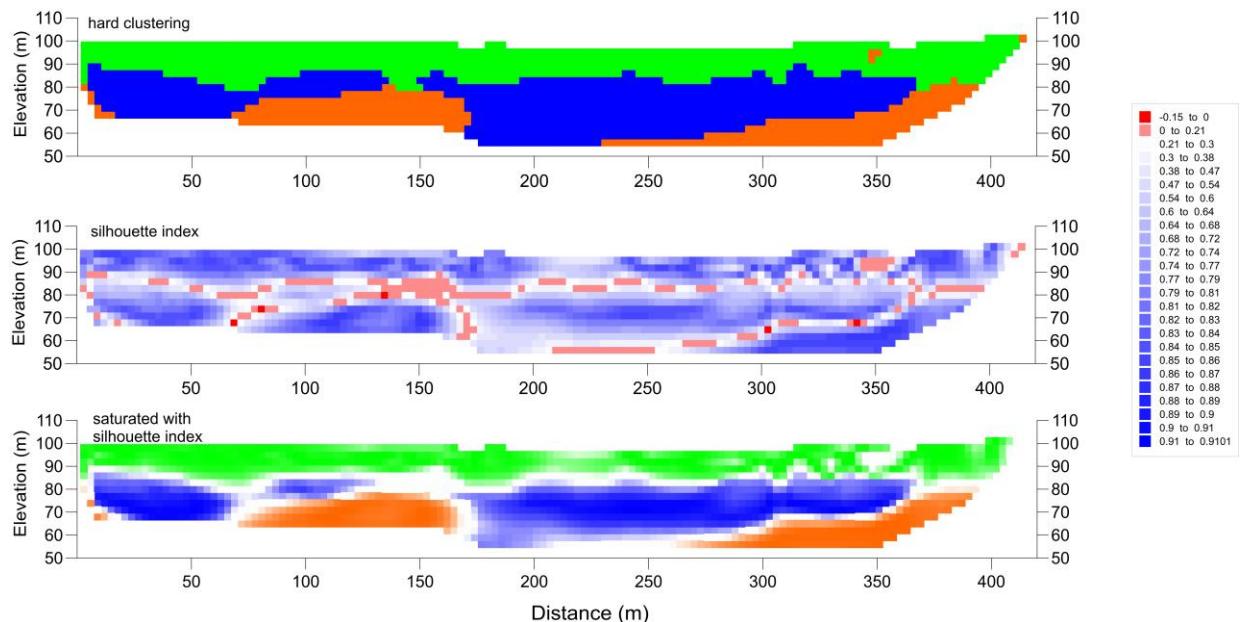 hard clustering
Elevation (m)
110
100
90
80
70
60
50
110
100
90
80
70
60
50
50
100
150
200
250
300
350
400
silhouette index
Elevation (m)
110
100
90
80
70
60
50
110
100
90
80
70
60
50
50
100
150
200
250
300
350
400
saturated with
silhouette index
Elevation (m)
110
100
90
80
70
60
50
110
100
90
80
70
60
50
50
100
150
200
250
300
350
400
Distance (m)
-0.15 to 0
0 to 0.21
0.21 to 0.3
0.3 to 0.38
0.38 to 0.47
0.47 to 0.54
0.54 to 0.6
0.6 to 0.64
0.64 to 0.68
0.68 to 0.72
0.72 to 0.74
0.74 to 0.77
0.77 to 0.79
0.79 to 0.81
0.81 to 0.82
0.82 to 0.83
0.83 to 0.84
0.84 to 0.85
0.85 to 0.86
0.86 to 0.87
0.87 to 0.88
0.88 to 0.89
0.89 to 0.9
0.9 to 0.91
0.91 to 0.9101